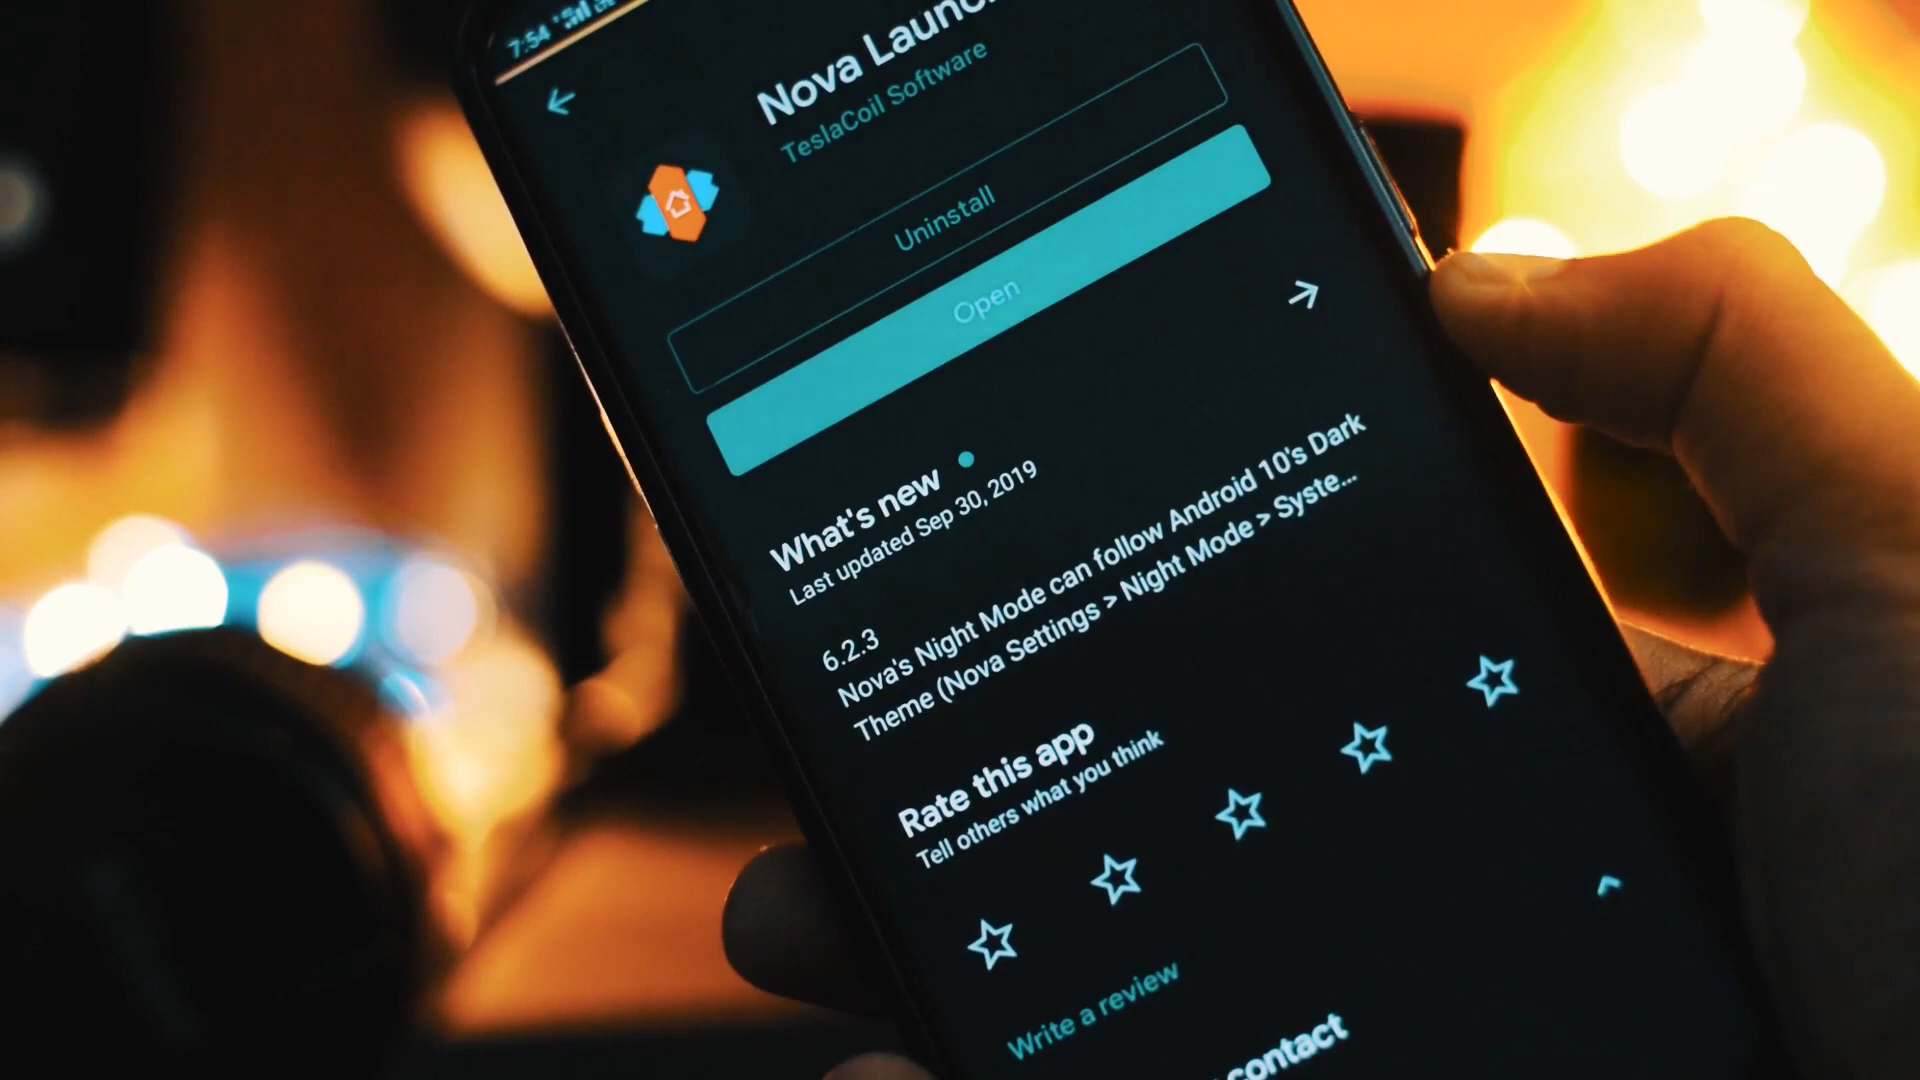 7:54
Nova Launc
TeslaCoil Software
Uninstall
Open
What's new
Last updated Sep 30, 2019
6.2.3
Nova's Night Mode can follow Android 10's Dark
Theme (Nova Settings > Night Mode > Syste...
Rate this app
Tell others what you think
Write a review
contact